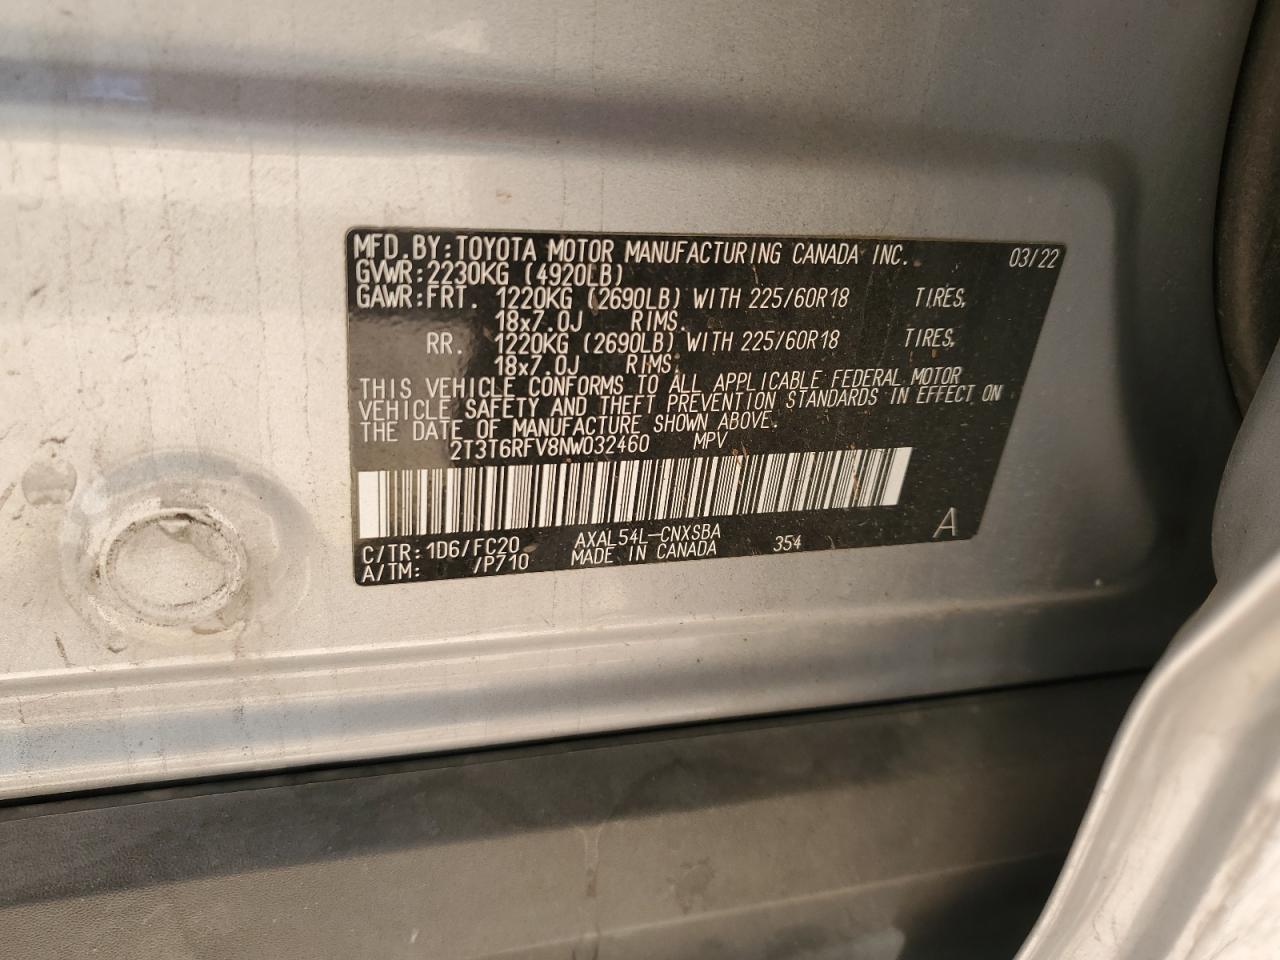 MFD.BY:TOYOTA MOTOR MANUFACTURING CANADA INC. 03/22
GVWR:2230KG (4920LB)
GAWR:FRT. 1220KG (2690LB) WITH 225/60R18 TIRES,
18x7.0J RIMS.
RR. 1220KG (2690LB) WITH 225/60R18 TIRES,
18x7.0J RIMS.
THIS VEHICLE CONFORMS TO ALL APPLICABLE FEDERAL MOTOR
VEHICLE SAFETY AND THEFT PREVENTION STANDARDS IN EFFECT ON
THE DATE OF MANUFACTURE SHOWN ABOVE.
2T3T6RFV8NW032460 MPV
C/TR:1D6/FC20 AXAL54L-CNXSBA 354 A
A/TM: /P710 MADE IN CANADA